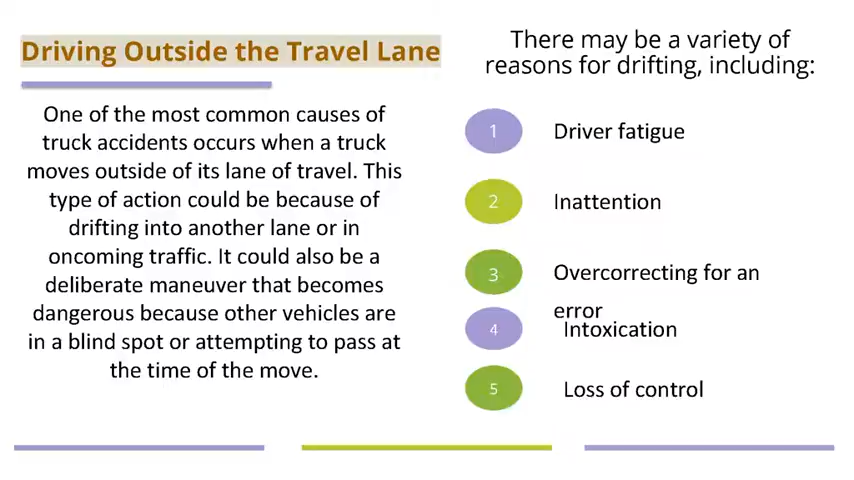 Driving Outside the Travel Lane
One of the most common causes of
truck accidents occurs when a truck
moves outside of its lane of travel. This
type of action could be because of
drifting into another lane or in
oncoming traffic. It could also be a
deliberate maneuver that becomes
dangerous because other vehicles are
in a blind spot or attempting to pass at
the time of the move.
There may be a variety of
reasons for drifting, including:
1 Driver fatigue
2 Inattention
3 Overcorrecting for an
error
4 Intoxication
5 Loss of control